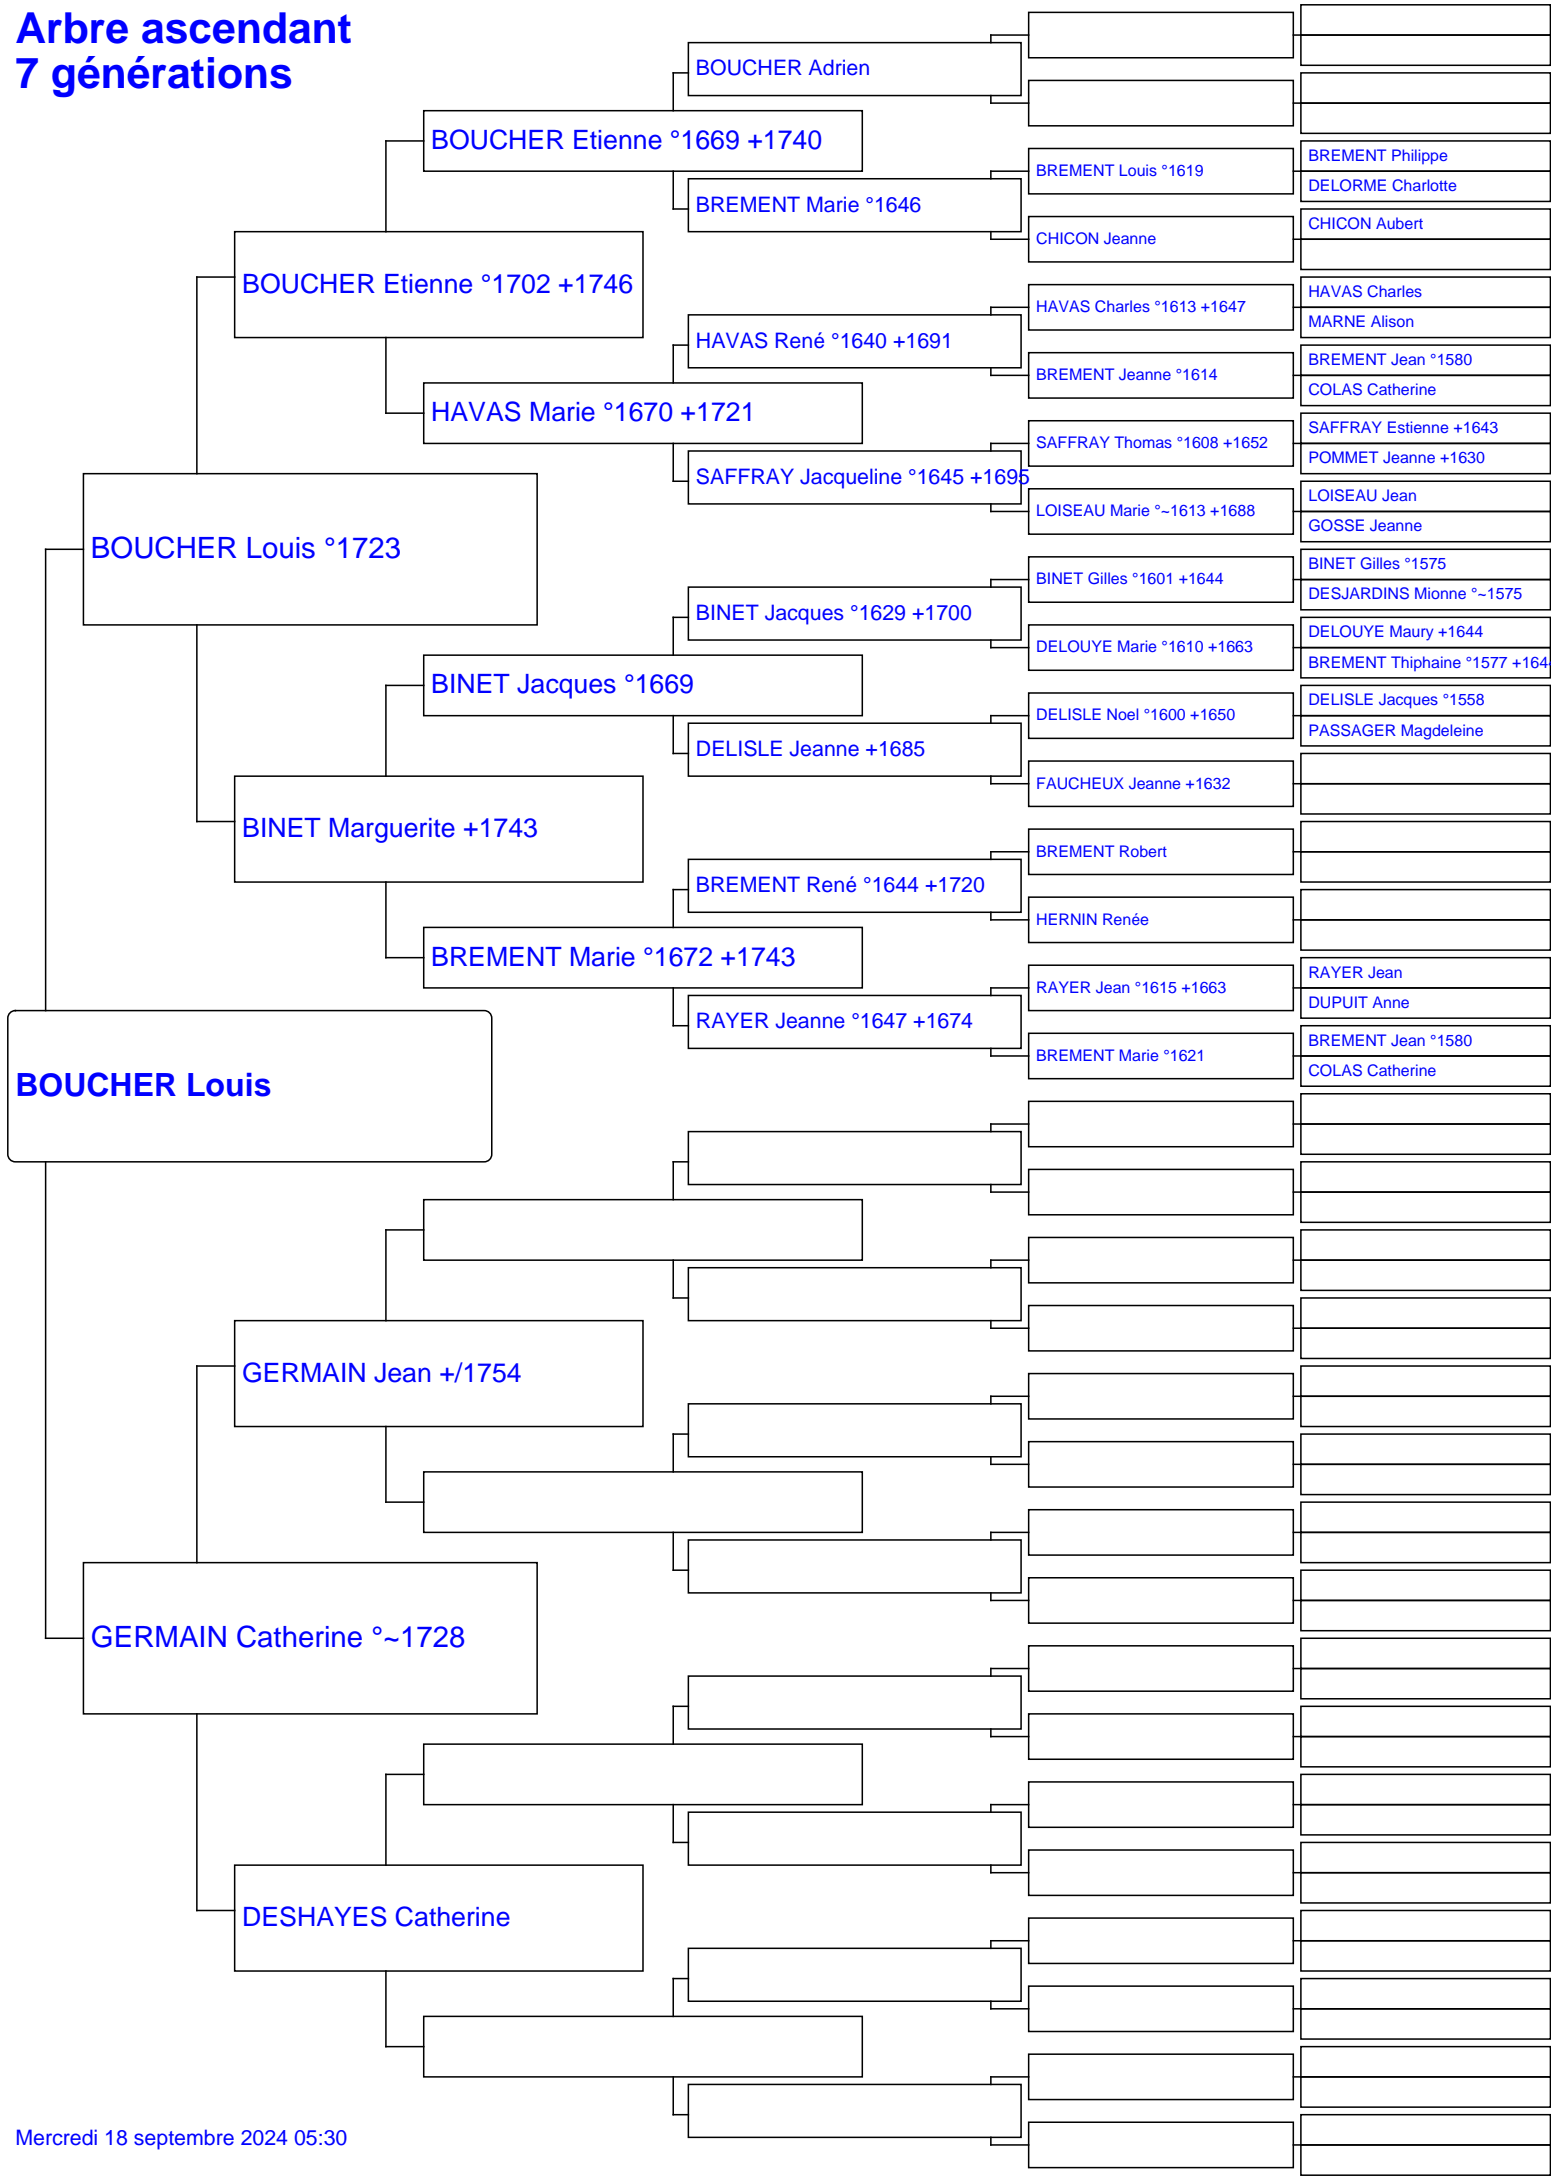 Arbre ascendant
7 générations
BOUCHER Adrien
BOUCHER Etienne °1669 +1740
BREMENT Philippe
BREMENT Louis °1619
DELORME Charlotte
BREMENT Marie °1646
CHICON Aubert
CHICON Jeanne
BOUCHER Etienne °1702 +1746
HAVAS Charles
HAVAS Charles °1613 +1647
MARNE Alison
HAVAS René °1640 +1691
BREMENT Jean °1580
BREMENT Jeanne °1614
COLAS Catherine
HAVAS Marie °1670 +1721
SAFFRAY Estienne +1643
SAFFRAY Thomas °1608 +1652
POMMET Jeanne +1630
SAFFRAY Jacqueline °1645 +1695
LOISEAU Jean
LOISEAU Marie °~1613 +1688
GOSSE Jeanne
BOUCHER Louis °1723
BINET Gilles °1575
BINET Gilles °1601 +1644
DESJARDINS Mionne °~1575
BINET Jacques °1629 +1700
DELOUYE Maury +1644
DELOUYE Marie °1610 +1663
BREMENT Thiphaine °1577 +164
BINET Jacques °1669
DELISLE Jacques °1558
DELISLE Noel °1600 +1650
PASSAGER Magdeleine
DELISLE Jeanne +1685
FAUCHEUX Jeanne +1632
BINET Marguerite +1743
BREMENT Robert
BREMENT René °1644 +1720
HERNIN Renée
BREMENT Marie °1672 +1743
RAYER Jean
RAYER Jean °1615 +1663
DUPUIT Anne
RAYER Jeanne °1647 +1674
BREMENT Jean °1580
BREMENT Marie °1621
COLAS Catherine
BOUCHER Louis
GERMAIN Jean +/1754
GERMAIN Catherine °~1728
DESHAYES Catherine
Mercredi 18 septembre 2024 05:30